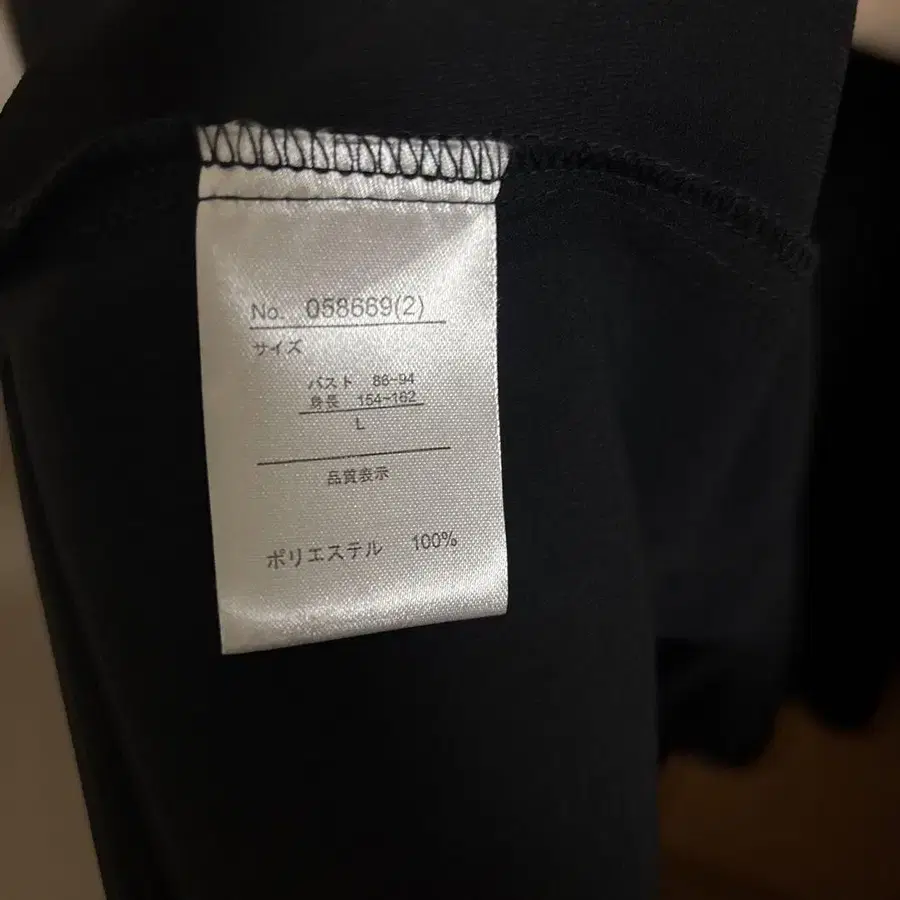 No. 058669(2)
サイズ
バスト 86-94
身長 154-162
L
品質表示
ポリエステル 100%